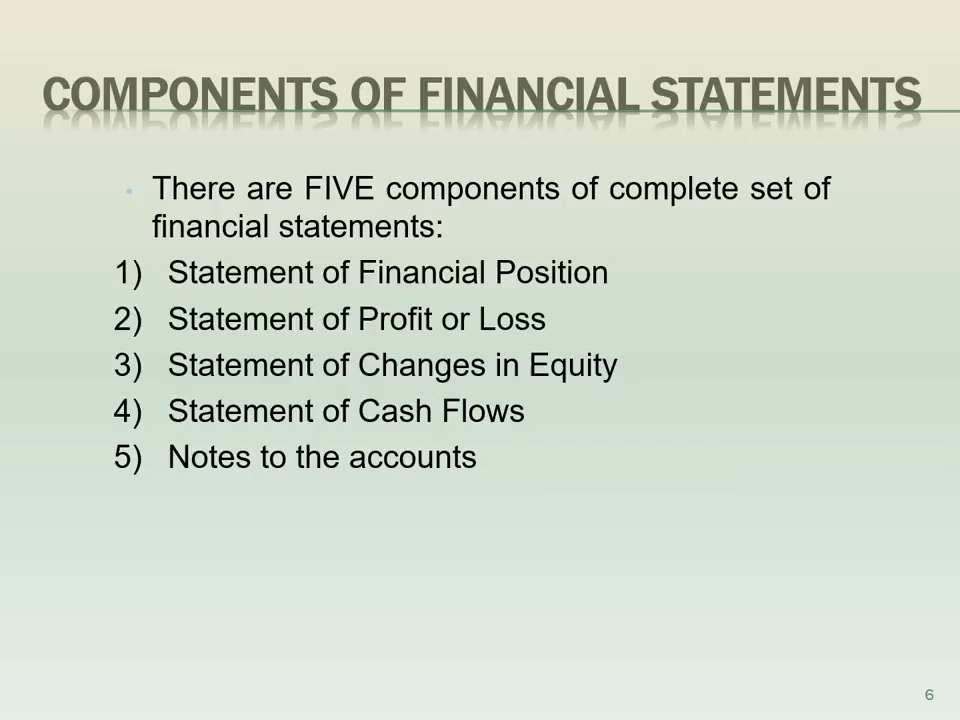 COMPONENTS OF FINANCIAL STATEMENTS
• There are FIVE components of complete set of
financial statements:
1) Statement of Financial Position
2) Statement of Profit or Loss
3) Statement of Changes in Equity
4) Statement of Cash Flows
5) Notes to the accounts
6